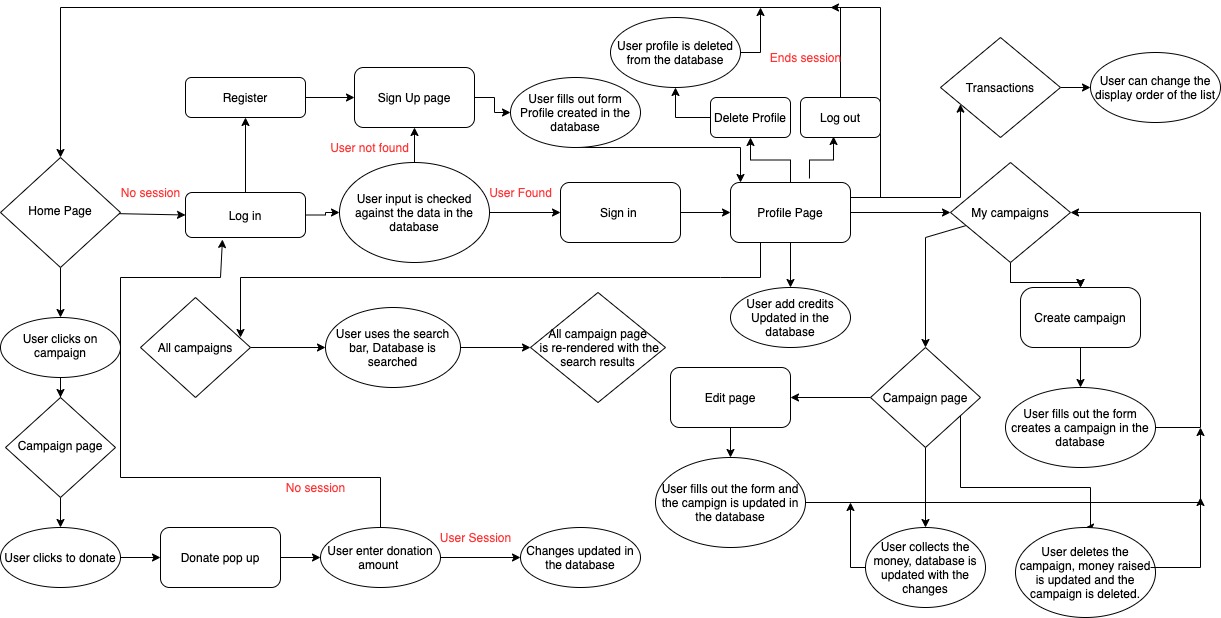 User profile is deleted
from the database
Ends session
Transactions
User can change the
display order of the list
Register
Sign Up page
User fills out form
Profile created in the
database
Delete Profile
Log out
User not found
No session
User Found
Home Page
Log in
User input is checked
against the data in the
database
Sign in
Profile Page
My campaigns
User add credits
Updated in the
database
Create campaign
User clicks on
campaign
All campaigns
User uses the search
bar, Database is
searched
All campaign page
is re-rendered with the
search results
Edit page
Campaign page
User fills out the form
creates a campaign in the
database
Campaign page
No session
User fills out the form and
the campign is updated in
the database
User clicks to donate
Donate pop up
User enter donation
amount
User Session
Changes updated in
the database
User collects the
money, database is
updated with the
changes
User deletes the
campaign, money raised
is updated and the
campaign is deleted.